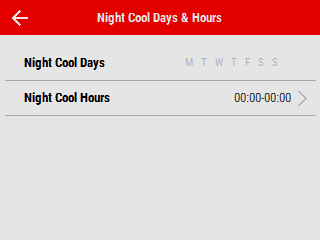 Night Cool Days & Hours
Night Cool Days M T W T F S S
Night Cool Hours 00:00-00:00